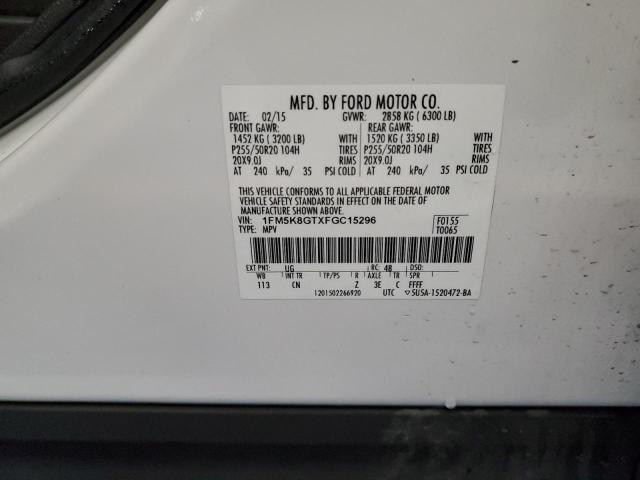 MFD. BY FORD MOTOR CO.
DATE: 02/15 GVWR: 2858 KG ( 6300 LB)
FRONT GAWR: REAR GAWR:
1452 KG ( 3200 LB) WITH 1520 KG ( 3350 LB) WITH
P255/50R20 104H TIRES P255/50R20 104H TIRES
20X9.0J RIMS 20X9.0J RIMS
AT 240 kPa/ 35 PSI COLD AT 240 kPa/ 35 PSI COLD
THIS VEHICLE CONFORMS TO ALL APPLICABLE FEDERAL MOTOR
VEHICLE SAFETY STANDARDS IN EFFECT ON THE DATE OF
MANUFACTURE SHOWN ABOVE.
VIN: 1FM5K8GTXFGC15296 F0155
TYPE: MPV T0065
EXT PNT: UG RC: 48 DSO:
WB INT TR TP/PS R AXLE TR SPR
113 CN Z 3E C FFFF
1201502266920 UTC ▽5U5A-1520472-BA